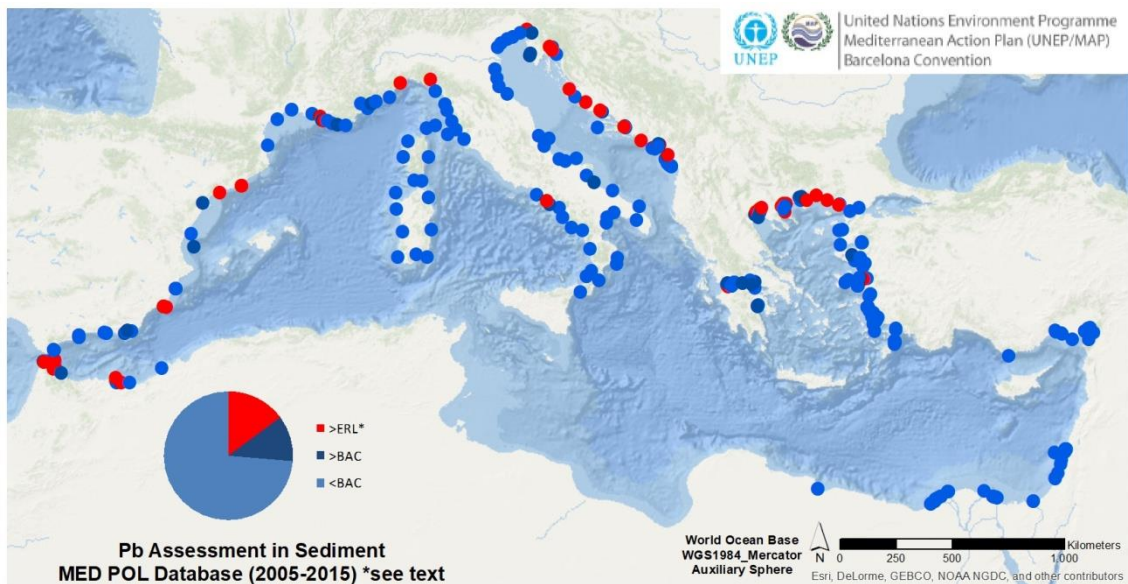 UNEP
MAP
United Nations Environment Programme
Mediterranean Action Plan (UNEP/MAP)
Barcelona Convention
>ERL*
>BAC
<BAC
Pb Assessment in Sediment
MED POL Database (2005-2015) *see text
World Ocean Base
WGS1984_Mercator
Auxiliary Sphere
N
Kilometers
0 250 500 1,000
Esri, DeLorme, GEBCO, NOAA NGDC, and other contributors